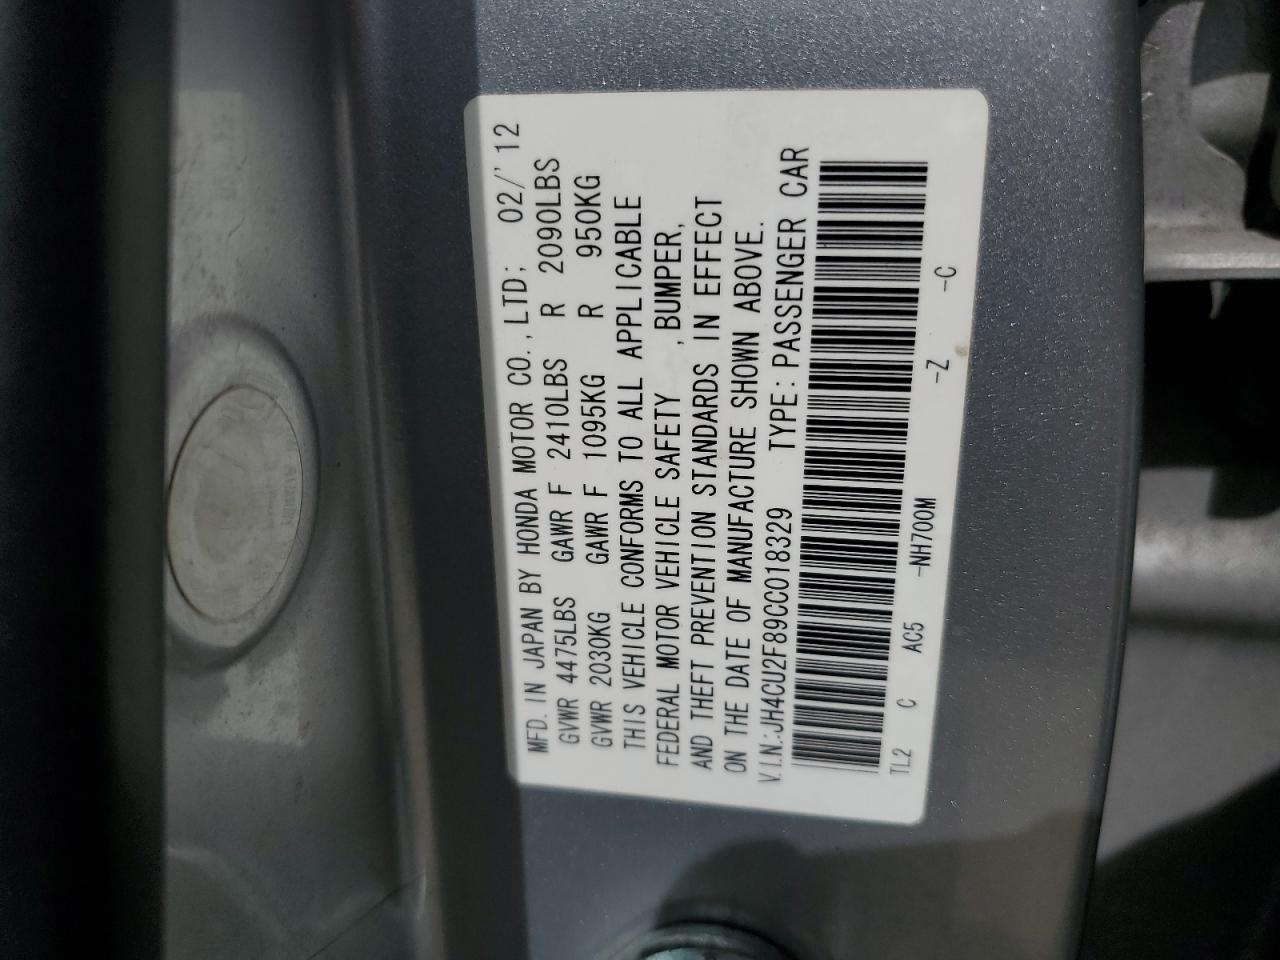 MFD. IN JAPAN BY HONDA MOTOR CO., LTD; 02/'12
GVWR 4475LBS GAWR F 2410LBS R 2090LBS
GVWR 2030KG GAWR F 1095KG R 950KG
THIS VEHICLE CONFORMS TO ALL APPLICABLE
FEDERAL MOTOR VEHICLE SAFETY ,BUMPER,
AND THEFT PREVENTION STANDARDS IN EFFECT
ON THE DATE OF MANUFACTURE SHOWN ABOVE.
V.I.N.:JH4CU2F89CC018329 TYPE: PASSENGER CAR
TL2 C AC5 -NH700M -Z -C